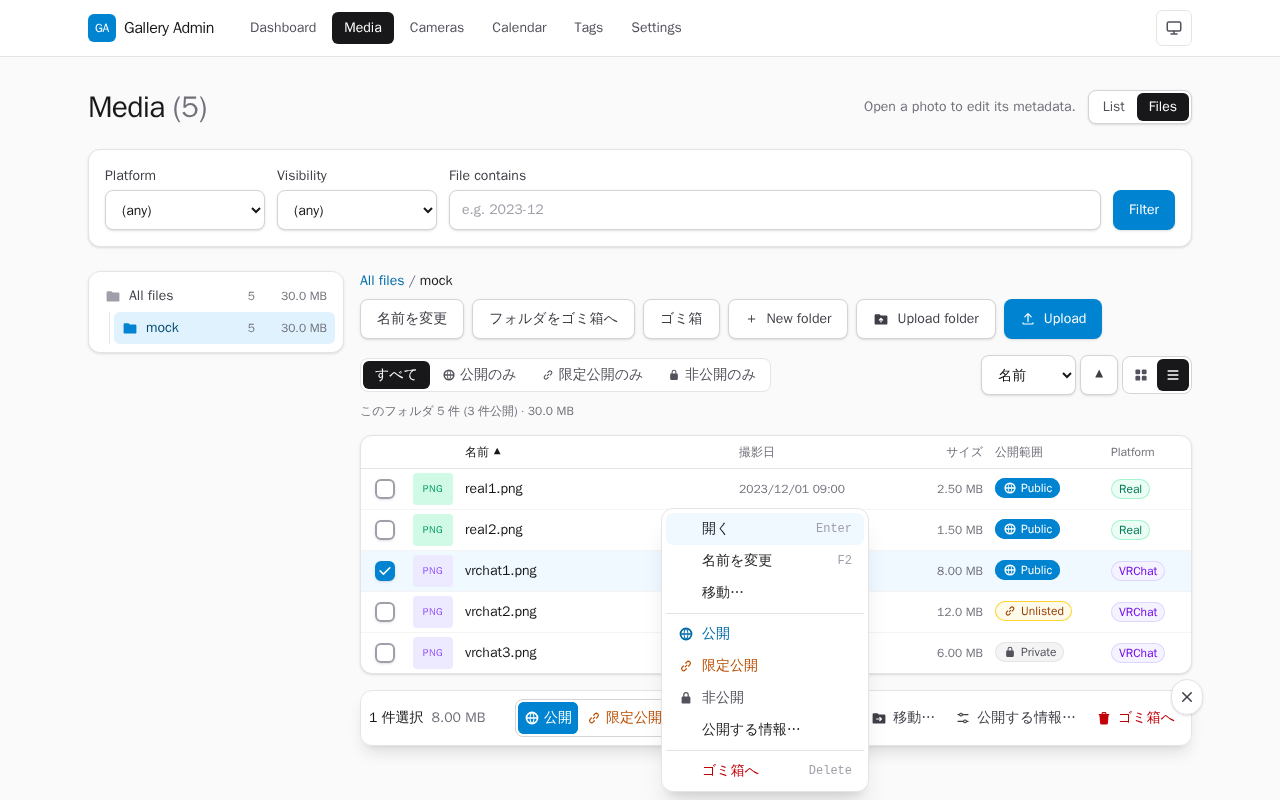 GA Gallery Admin Dashboard Media Cameras Calendar Tags Settings
Media (5)
Open a photo to edit its metadata. List Files
Platform Visibility File contains
(any) (any) e.g. 2023-12 Filter
All files 5 30.0 MB
mock 5 30.0 MB
All files / mock
名前を変更 フォルダをゴミ箱へ ゴミ箱 + New folder Upload folder Upload
すべて 公開のみ 限定公開のみ 非公開のみ 名前 ▲
このフォルダ 5 件 (3 件公開) · 30.0 MB
名前 ▲ 撮影日 サイズ 公開範囲 Platform
PNG real1.png 2023/12/01 09:00 2.50 MB Public Real
PNG real2.png 1.50 MB Public Real
PNG vrchat1.png 8.00 MB Public VRChat
PNG vrchat2.png 12.0 MB Unlisted VRChat
PNG vrchat3.png 6.00 MB Private VRChat
開く Enter
名前を変更 F2
移動…
公開
限定公開
非公開
公開する情報…
ゴミ箱へ Delete
1 件選択 8.00 MB 公開 限定公開 移動… 公開する情報… ゴミ箱へ